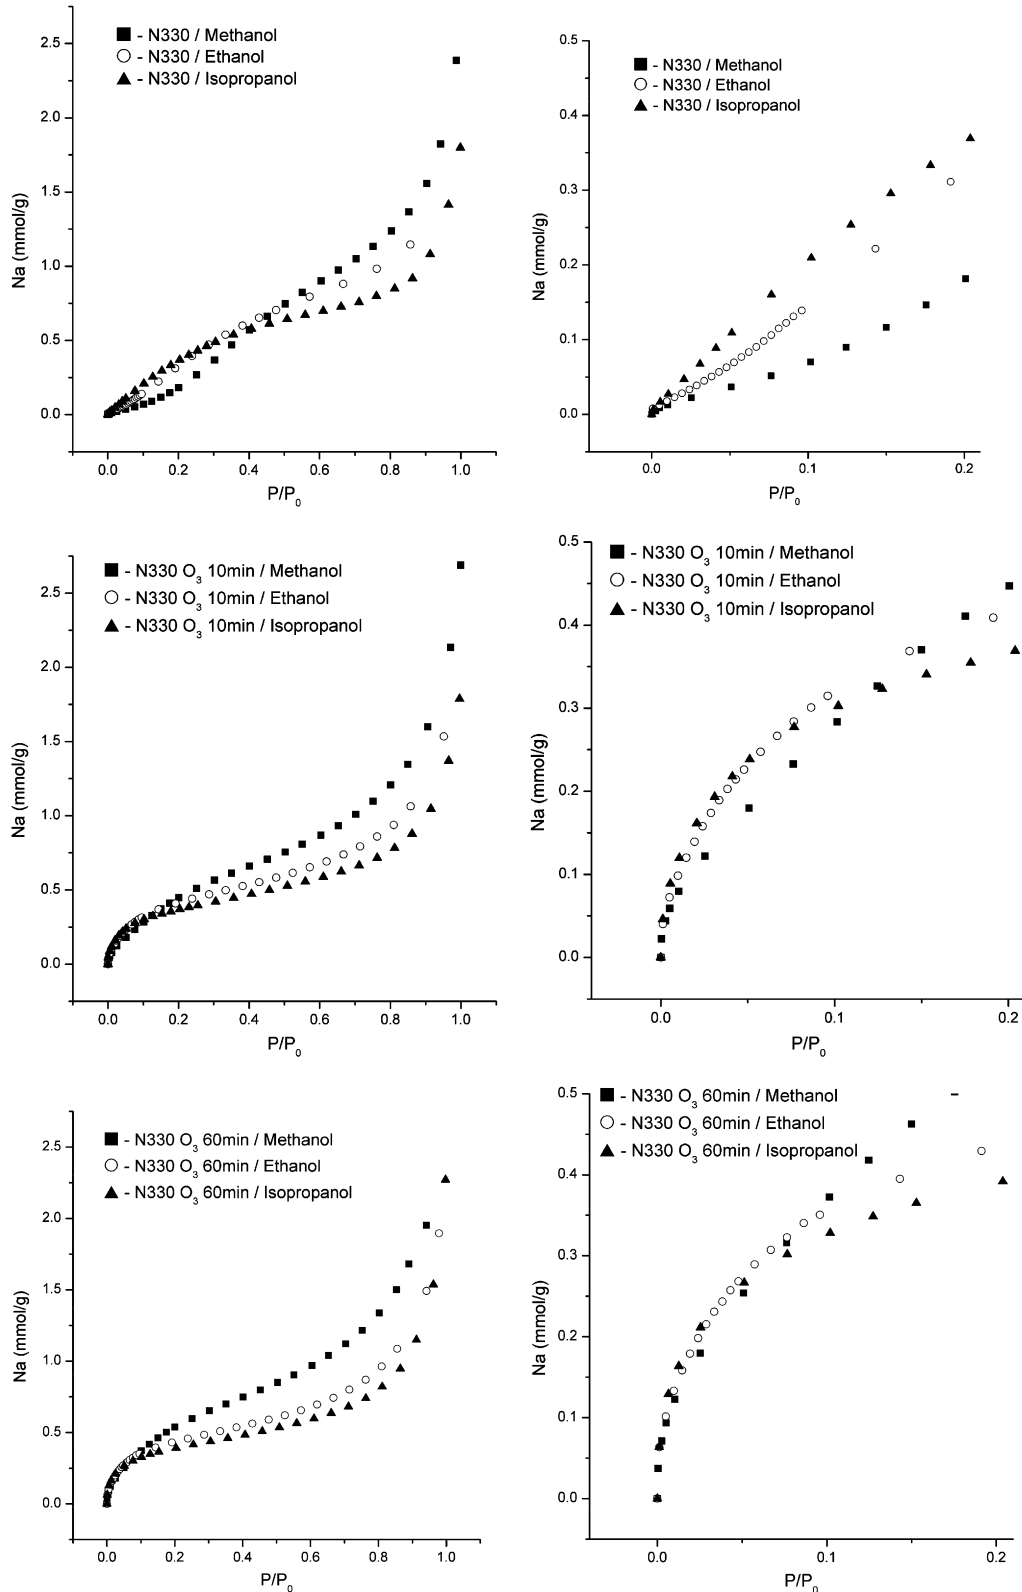 - N330 / Methanol
- N330 / Ethanol
- N330 / Isopropanol
2.5
2.0
1.5
1.0
0.5
0.0
Na (mmol/g)
0.0 0.2 0.4 0.6 0.8 1.0
P/P0
- N330 / Methanol
- N330 / Ethanol
- N330 / Isopropanol
0.5
0.4
0.3
0.2
0.1
0.0
Na (mmol/g)
0.0 0.1 0.2
P/P0
- N330 O3 10min / Methanol
- N330 O3 10min / Ethanol
- N330 O3 10min / Isopropanol
2.5
2.0
1.5
1.0
0.5
0.0
Na (mmol/g)
0.0 0.2 0.4 0.6 0.8 1.0
P/P0
- N330 O3 10min / Methanol
- N330 O3 10min / Ethanol
- N330 O3 10min / Isopropanol
0.5
0.4
0.3
0.2
0.1
0.0
Na (mmol/g)
0.0 0.1 0.2
P/P0
- N330 O3 60min / Methanol
- N330 O3 60min / Ethanol
- N330 O3 60min / Isopropanol
2.5
2.0
1.5
1.0
0.5
0.0
Na (mmol/g)
0.0 0.2 0.4 0.6 0.8 1.0
P/P0
- N330 O3 60min / Methanol
- N330 O3 60min / Ethanol
- N330 O3 60min / Isopropanol
0.5
0.4
0.3
0.2
0.1
0.0
Na (mmol/g)
0.0 0.1 0.2
P/P0